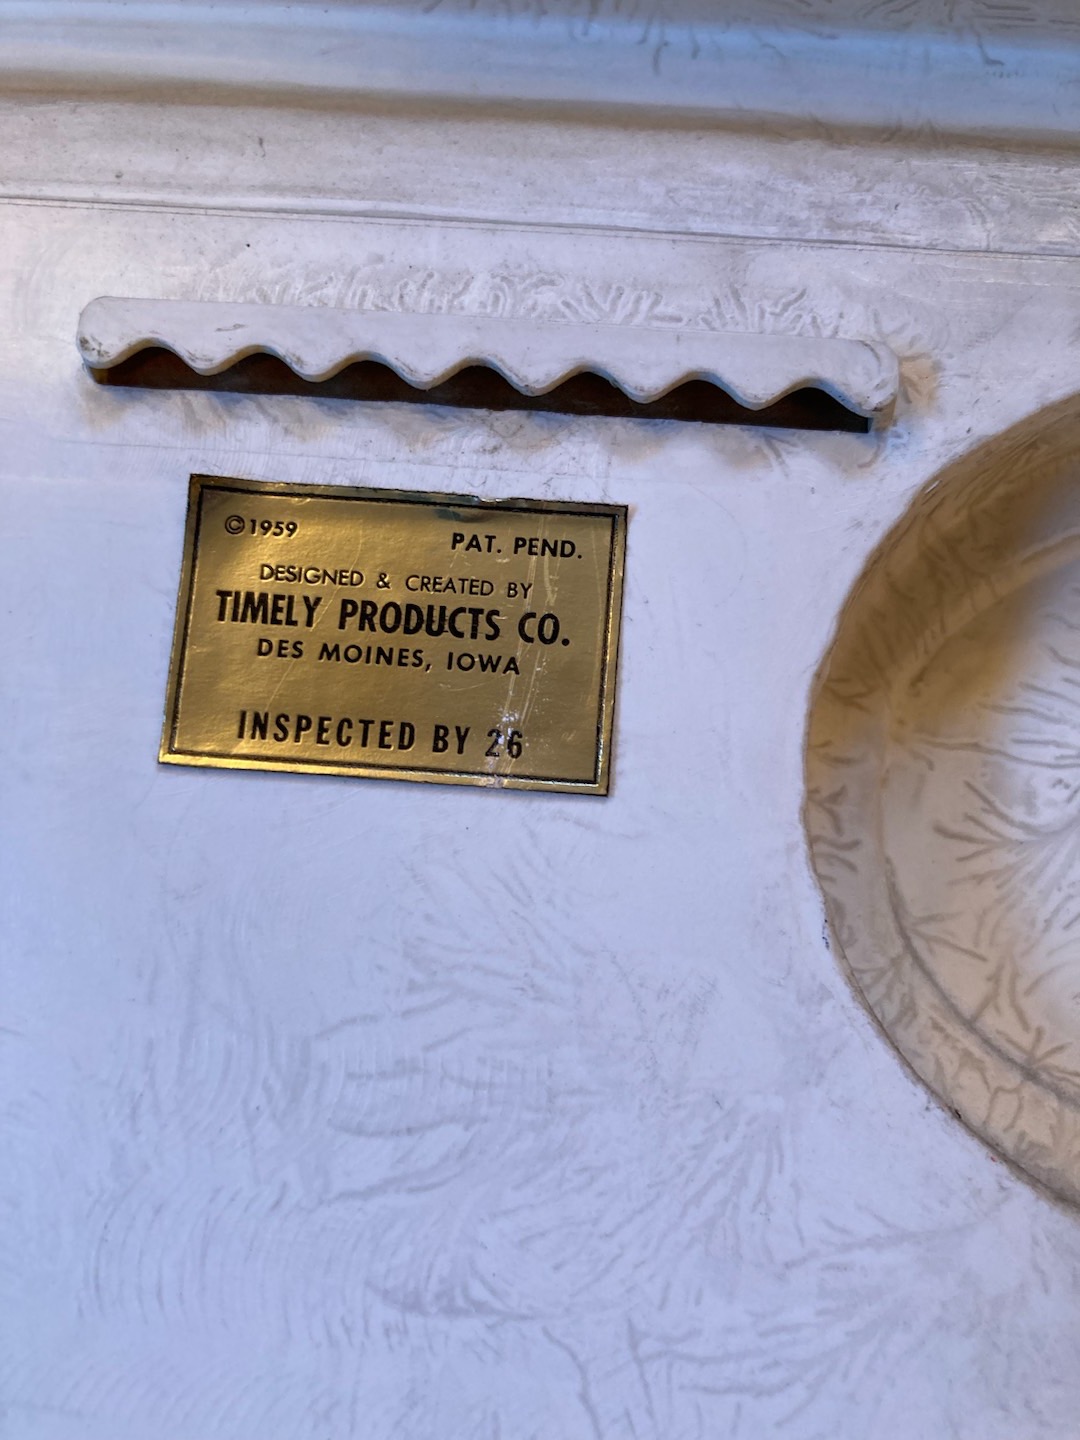 ©1959 PAT. PEND.
DESIGNED & CREATED BY
TIMELY PRODUCTS CO.
DES MOINES, IOWA
INSPECTED BY 26